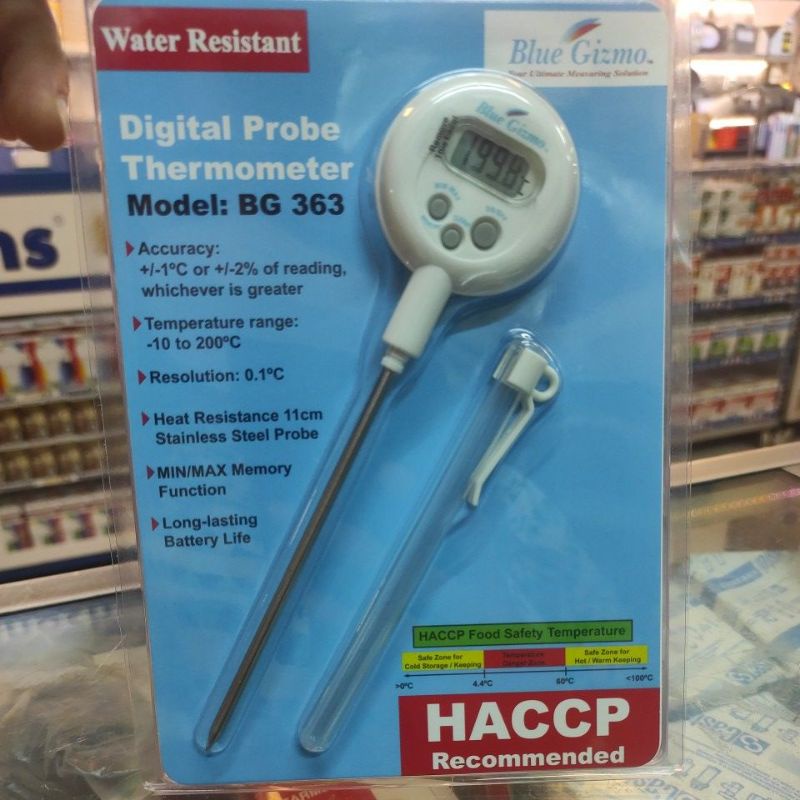 Water Resistant
Blue Gizmo™
Your Ultimate Measuring Solution
Digital Probe
Thermometer
Model: BG 363
Accuracy:
+/-1ºC or +/-2% of reading,
whichever is greater
Temperature range:
-10 to 200ºC
Resolution: 0.1ºC
Heat Resistance 11cm
Stainless Steel Probe
MIN/MAX Memory
Function
Long-lasting
Battery Life
Blue Gizmo
199.8
HACCP Food Safety Temperature
Safe Zone for
Cold Storage / Keeping
Temperature
Danger Zone
Safe Zone for
Hot / Warm Keeping
>0ºC
4.4ºC
60ºC
<100ºC
HACCP
Recommended
ns